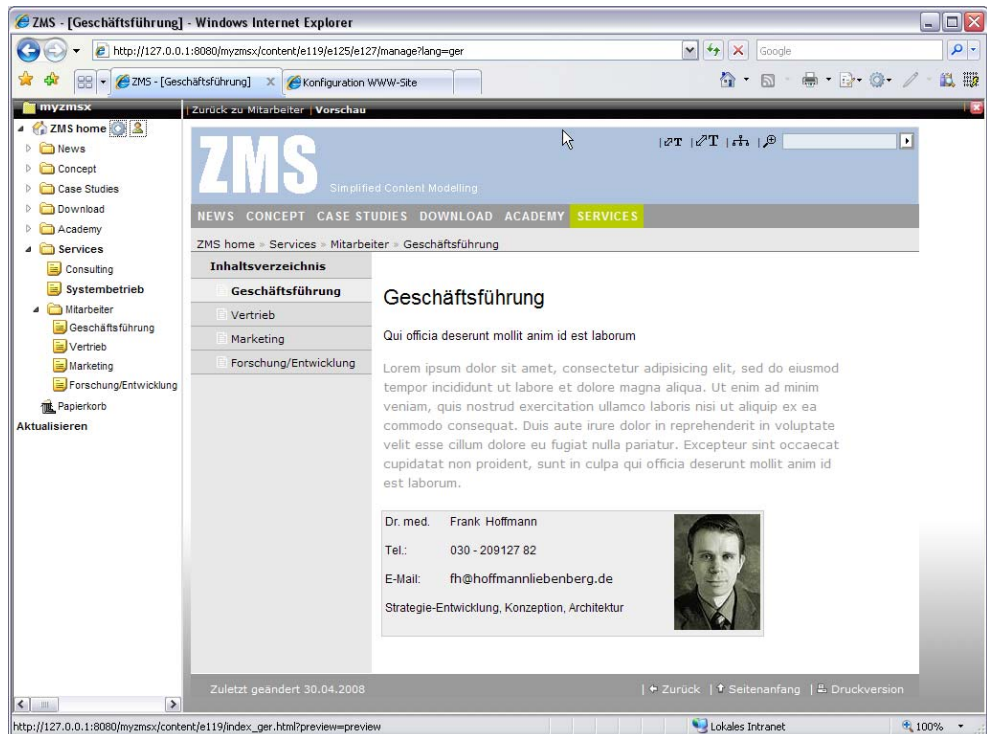 ZMS - [Geschäftsführung] - Windows Internet Explorer
http://127.0.0.1:8080/myzmsx/content/e119/e125/e127/manage?lang=ger
Google
ZMS - [Geschäftsführung]
Konfiguration WWW-Site
myzmsx
Zurück zu Mitarbeiter | Vorschau
ZMS home
News
Concept
Case Studies
Download
Academy
Services
Consulting
Systembetrieb
Mitarbeiter
Geschäftsführung
Vertrieb
Marketing
Forschung/Entwicklung
Papierkorb
Aktualisieren
ZMS
Simplified Content Modelling
T T
NEWS CONCEPT CASE STUDIES DOWNLOAD ACADEMY SERVICES
ZMS home » Services » Mitarbeiter » Geschäftsführung
Inhaltsverzeichnis
Geschäftsführung
Vertrieb
Marketing
Forschung/Entwicklung
Geschäftsführung
Qui officia deserunt mollit anim id est laborum
Lorem ipsum dolor sit amet, consectetur adipisicing elit, sed do eiusmod
tempor incididunt ut labore et dolore magna aliqua. Ut enim ad minim
veniam, quis nostrud exercitation ullamco laboris nisi ut aliquip ex ea
commodo consequat. Duis aute irure dolor in reprehenderit in voluptate
velit esse cillum dolore eu fugiat nulla pariatur. Excepteur sint occaecat
cupidatat non proident, sunt in culpa qui officia deserunt mollit anim id
est laborum.
Dr. med. Frank Hoffmann
Tel.: 030 - 209127 82
E-Mail: fh@hoffmannliebenberg.de
Strategie-Entwicklung, Konzeption, Architektur
Zuletzt geändert 30.04.2008
Zurück | Seitenanfang | Druckversion
http://127.0.0.1:8080/myzmsx/content/e119/index_ger.html?preview=preview
Lokales Intranet
100%